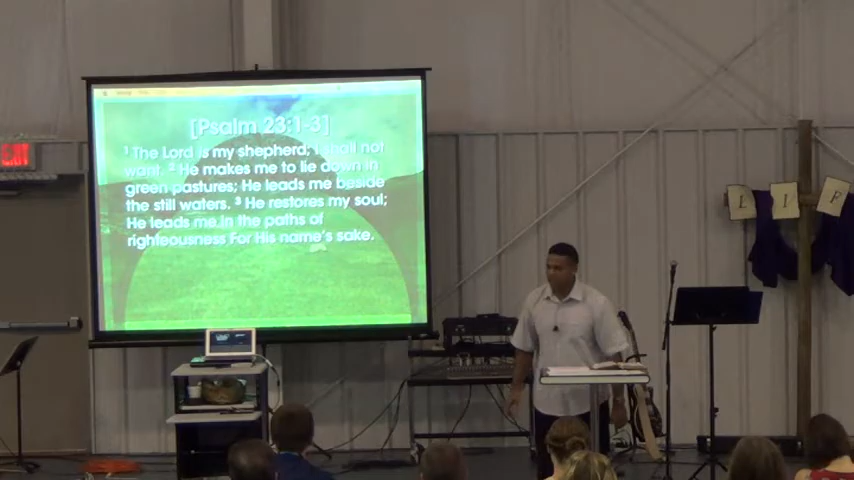 [Psalm 23:1-3]
1 The Lord is my shepherd; I shall not
want. 2 He makes me to lie down in
green pastures; He leads me beside
the still waters. 3 He restores my soul;
He leads me in the paths of
righteousness For His name's sake.
EXIT
L I F